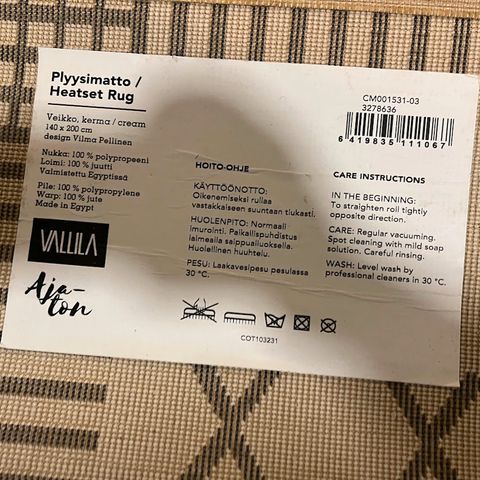 Plyysimatto /
Heatset Rug
Veikko, kerma / cream
140 x 200 cm
design Vilma Pellinen
Nukka: 100 % polypropeeni
Loimi: 100 % juutti
Valmistettu Egyptissä
Pile: 100 % polypropylene
Warp: 100 % jute
Made in Egypt
VALLILA
Aja-
ton
HOITO-OHJE
KÄYTTÖÖNOTTO:
Oikenemiseksi rullaa
vastakkaiseen suuntaan tiukasti.
HUOLENPITO: Normaali
imurointi. Paikallispuhdistus
laimealla saippualiuoksella.
Huolellinen huuhtelu.
PESU: Laakavesipesu pesulassa
30 °C.
COT103231
CM001531-03
3278636
6 419835 111067
CARE INSTRUCTIONS
IN THE BEGINNING:
To straighten roll tightly
opposite direction.
CARE: Regular vacuuming.
Spot cleaning with mild soap
solution. Careful rinsing.
WASH: Level wash by
professional cleaners in 30 °C.